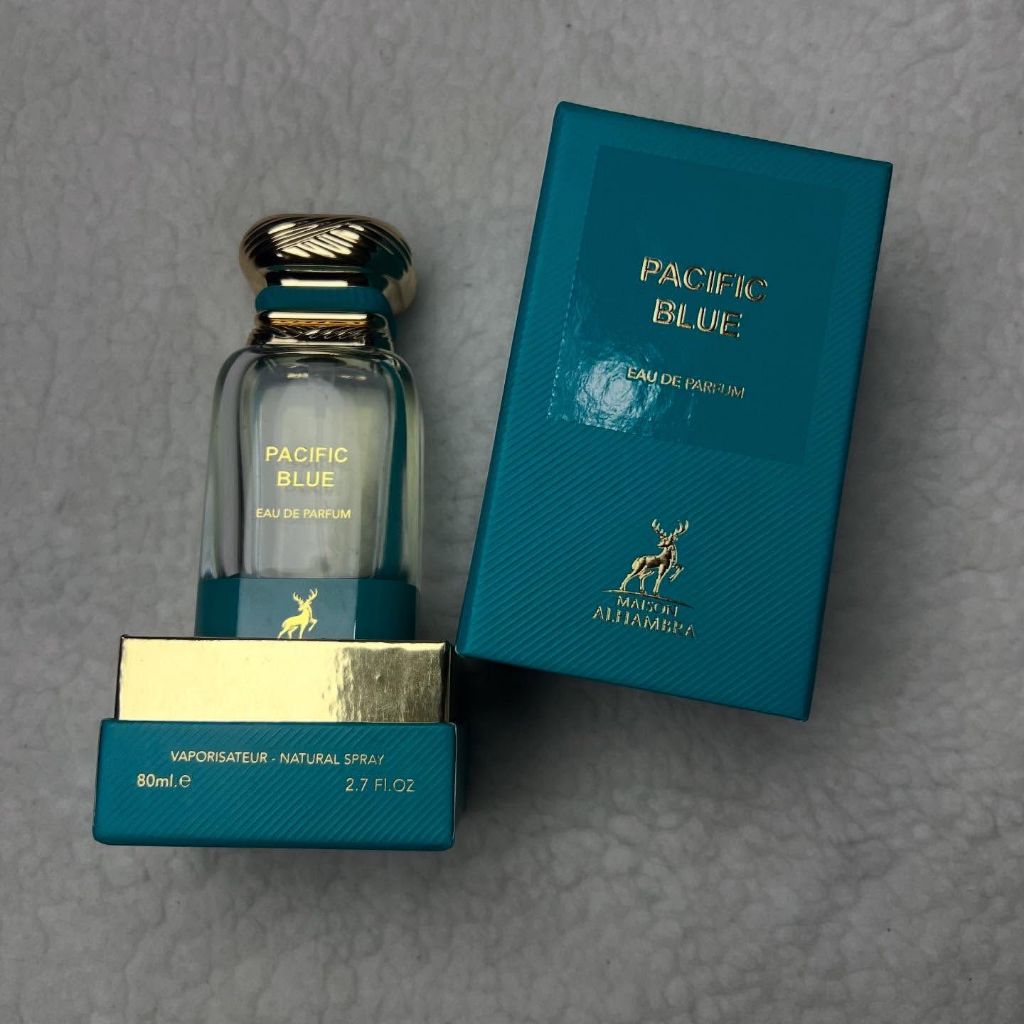 PACIFIC
BLUE
EAU DE PARFUM
VAPORISATEUR - NATURAL SPRAY
80ml.e
2.7 Fl.OZ
PACIFIC
BLUE
EAU DE PARFUM
MAISON
ALHAMBRA